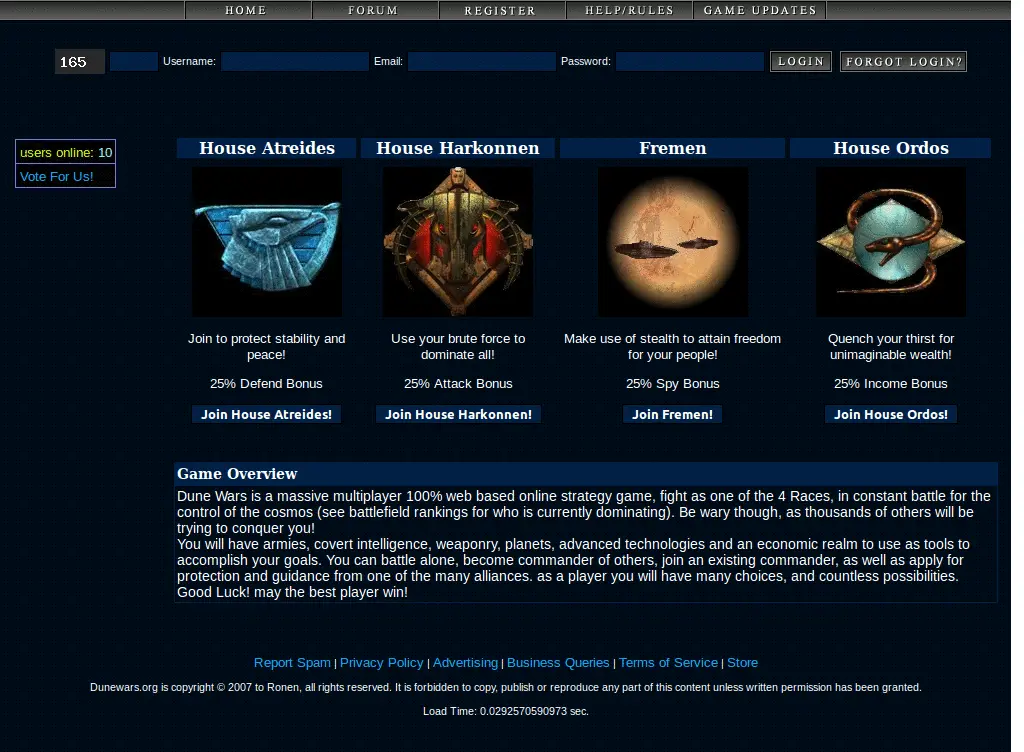 HOME FORUM REGISTER HELP/RULES GAME UPDATES
165 Username: Email: Password: LOGIN FORGOT LOGIN?
users online: 10
Vote For Us!
House Atreides House Harkonnen Fremen House Ordos
Join to protect stability and peace!
25% Defend Bonus
Join House Atreides!
Use your brute force to dominate all!
25% Attack Bonus
Join House Harkonnen!
Make use of stealth to attain freedom for your people!
25% Spy Bonus
Join Fremen!
Quench your thirst for unimaginable wealth!
25% Income Bonus
Join House Ordos!
Game Overview
Dune Wars is a massive multiplayer 100% web based online strategy game, fight as one of the 4 Races, in constant battle for the
control of the cosmos (see battlefield rankings for who is currently dominating). Be wary though, as thousands of others will be
trying to conquer you!
You will have armies, covert intelligence, weaponry, planets, advanced technologies and an economic realm to use as tools to
accomplish your goals. You can battle alone, become commander of others, join an existing commander, as well as apply for
protection and guidance from one of the many alliances. as a player you will have many choices, and countless possibilities.
Good Luck! may the best player win!
Report Spam | Privacy Policy | Advertising | Business Queries | Terms of Service | Store
Dunewars.org is copyright © 2007 to Ronen, all rights reserved. It is forbidden to copy, publish or reproduce any part of this content unless written permission has been granted.
Load Time: 0.0292570590973 sec.